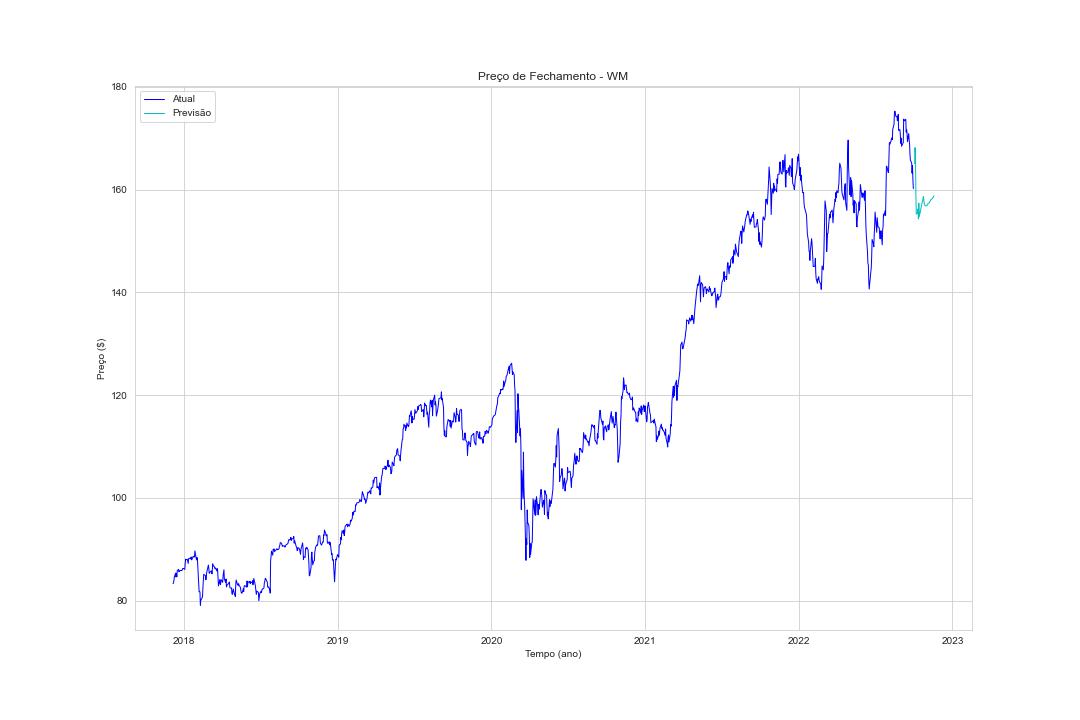 Preço de Fechamento - WM
Atual
Previsão
180
160
140
120
100
80
Preço ($)
2018 2019 2020 2021 2022 2023
Tempo (ano)